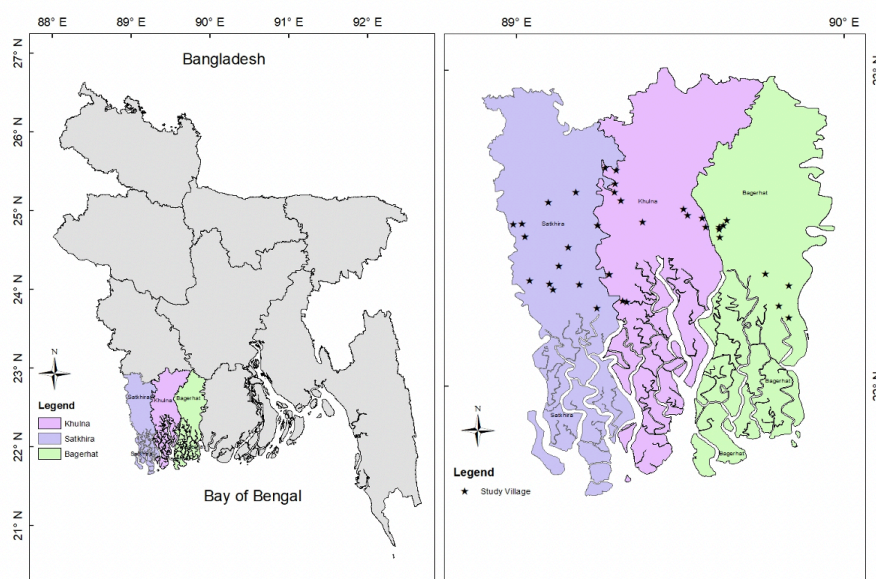 88° E 89° E 90° E 91° E 92° E
27° N
26° N
25° N
24° N
23° N
22° N
21° N
Bangladesh
Satkhira
Khulna
Bagerhat
Satkhira
N
Legend
Khulna
Satkhira
Bagerhat
Bay of Bengal
89° E 90° E
Bagerhat
Khulna
Satkhira
Bagerhat
Satkhira
Bagerhat
N
Legend
Study Village